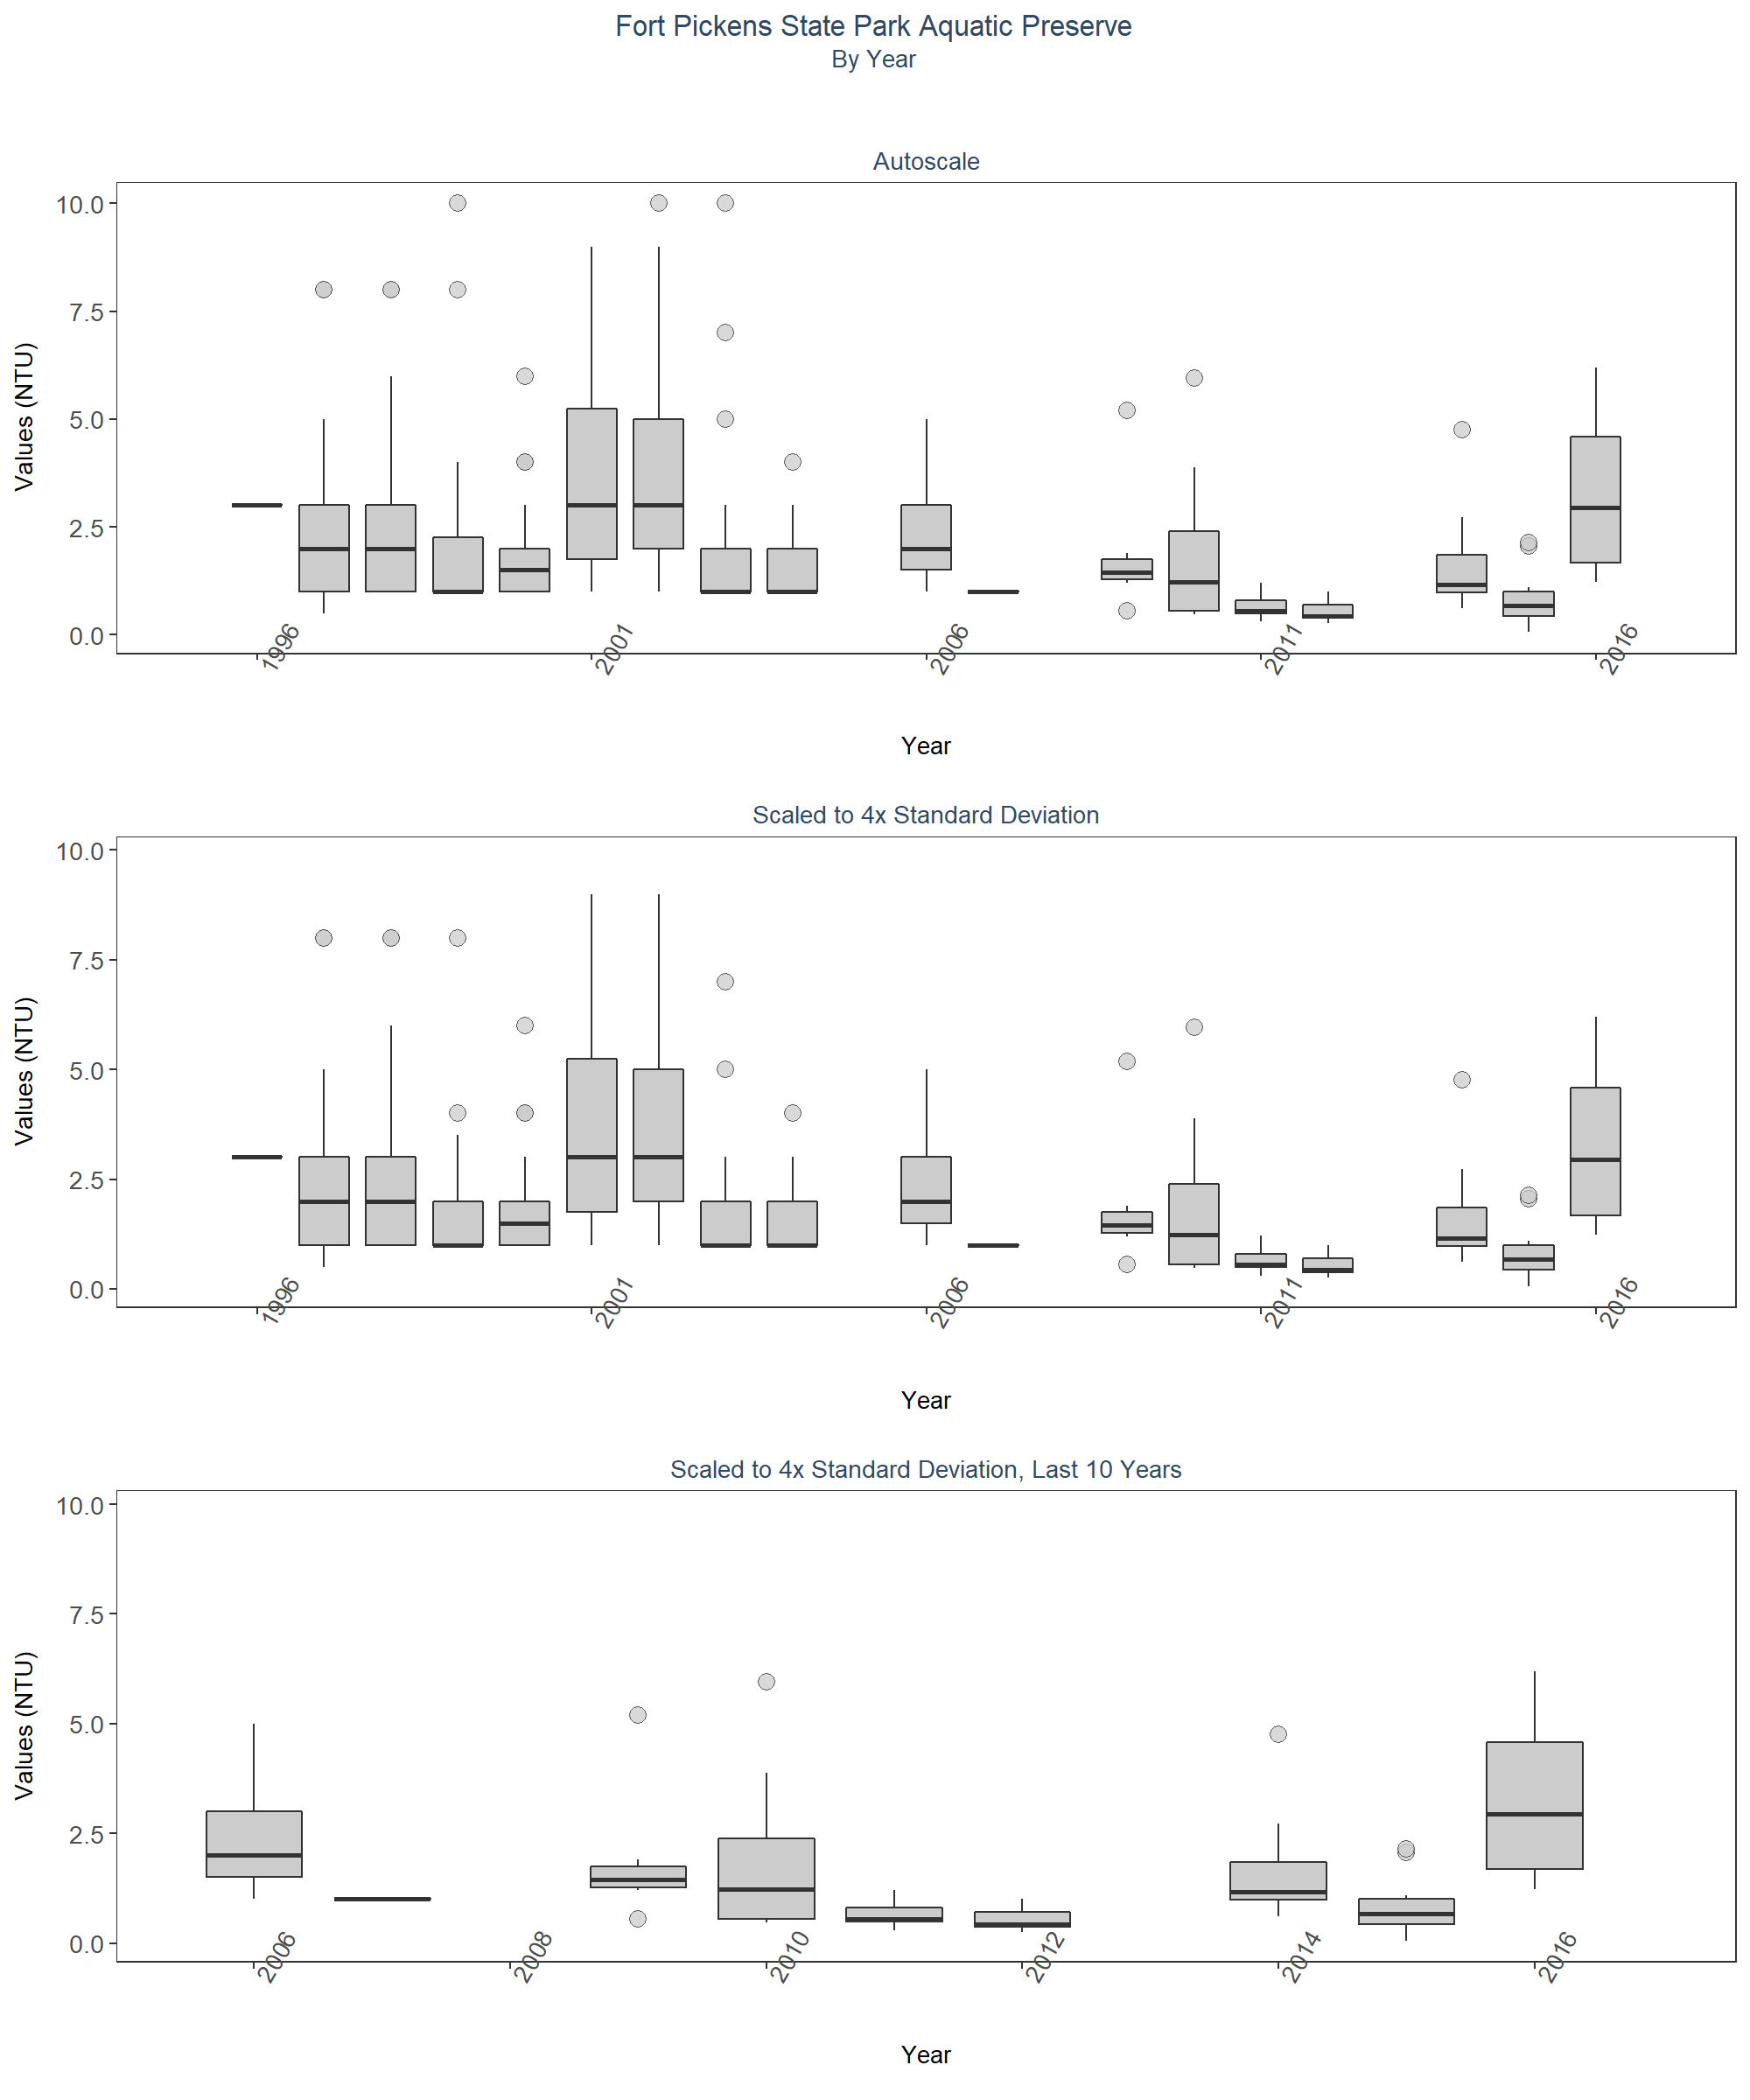 Fort Pickens State Park Aquatic Preserve
By Year
Autoscale
Values (NTU)
10.0
7.5
5.0
2.5
0.0
1996 2001 2006 2011 2016
Year
Scaled to 4x Standard Deviation
Values (NTU)
10.0
7.5
5.0
2.5
0.0
1996 2001 2006 2011 2016
Year
Scaled to 4x Standard Deviation, Last 10 Years
Values (NTU)
10.0
7.5
5.0
2.5
0.0
2006 2008 2010 2012 2014 2016
Year